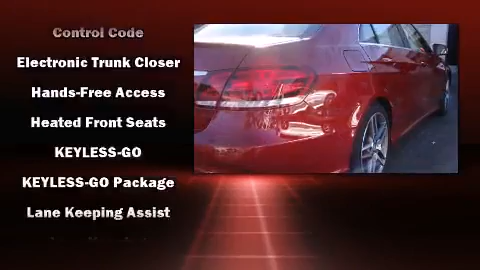 Control Code
Electronic Trunk Closer
Hands-Free Access
Heated Front Seats
KEYLESS-GO
KEYLESS-GO Package
Lane Keeping Assist